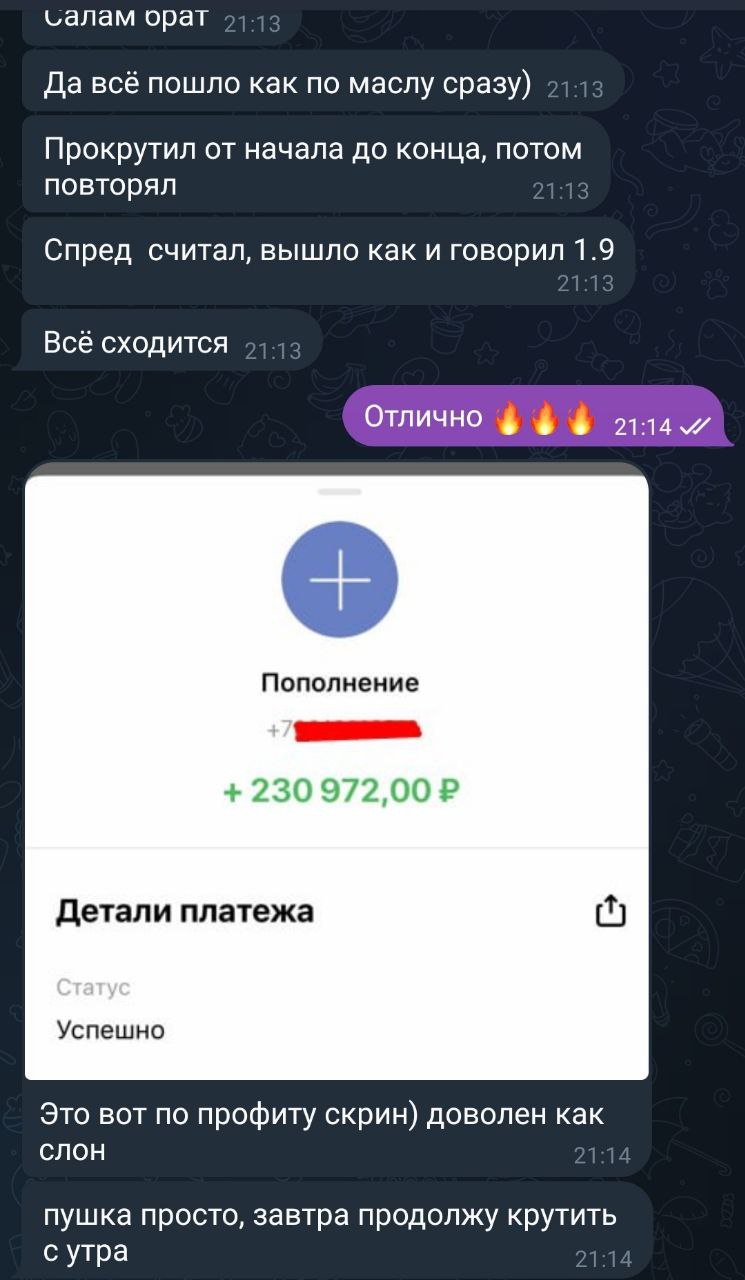 Салам брат 21:13
Да всё пошло как по маслу сразу) 21:13
Прокрутил от начала до конца, потом
повторял 21:13
Спред считал, вышло как и говорил 1.9
21:13
Всё сходится 21:13
Отлично 🔥🔥🔥 21:14
Пополнение
+7
+ 230 972,00 ₽
Детали платежа
Статус
Успешно
Это вот по профиту скрин) доволен как
слон 21:14
пушка просто, завтра продолжу крутить
с утра 21:14